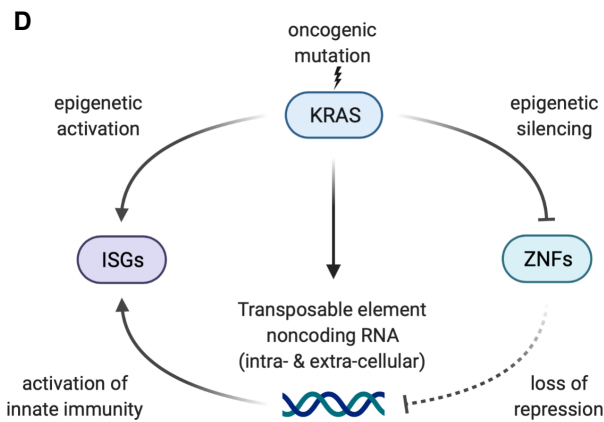 D
oncogenic
mutation
KRAS
epigenetic
activation
epigenetic
silencing
ISGs
ZNFs
Transposable element
noncoding RNA
(intra- & extra-cellular)
activation of
innate immunity
loss of
repression